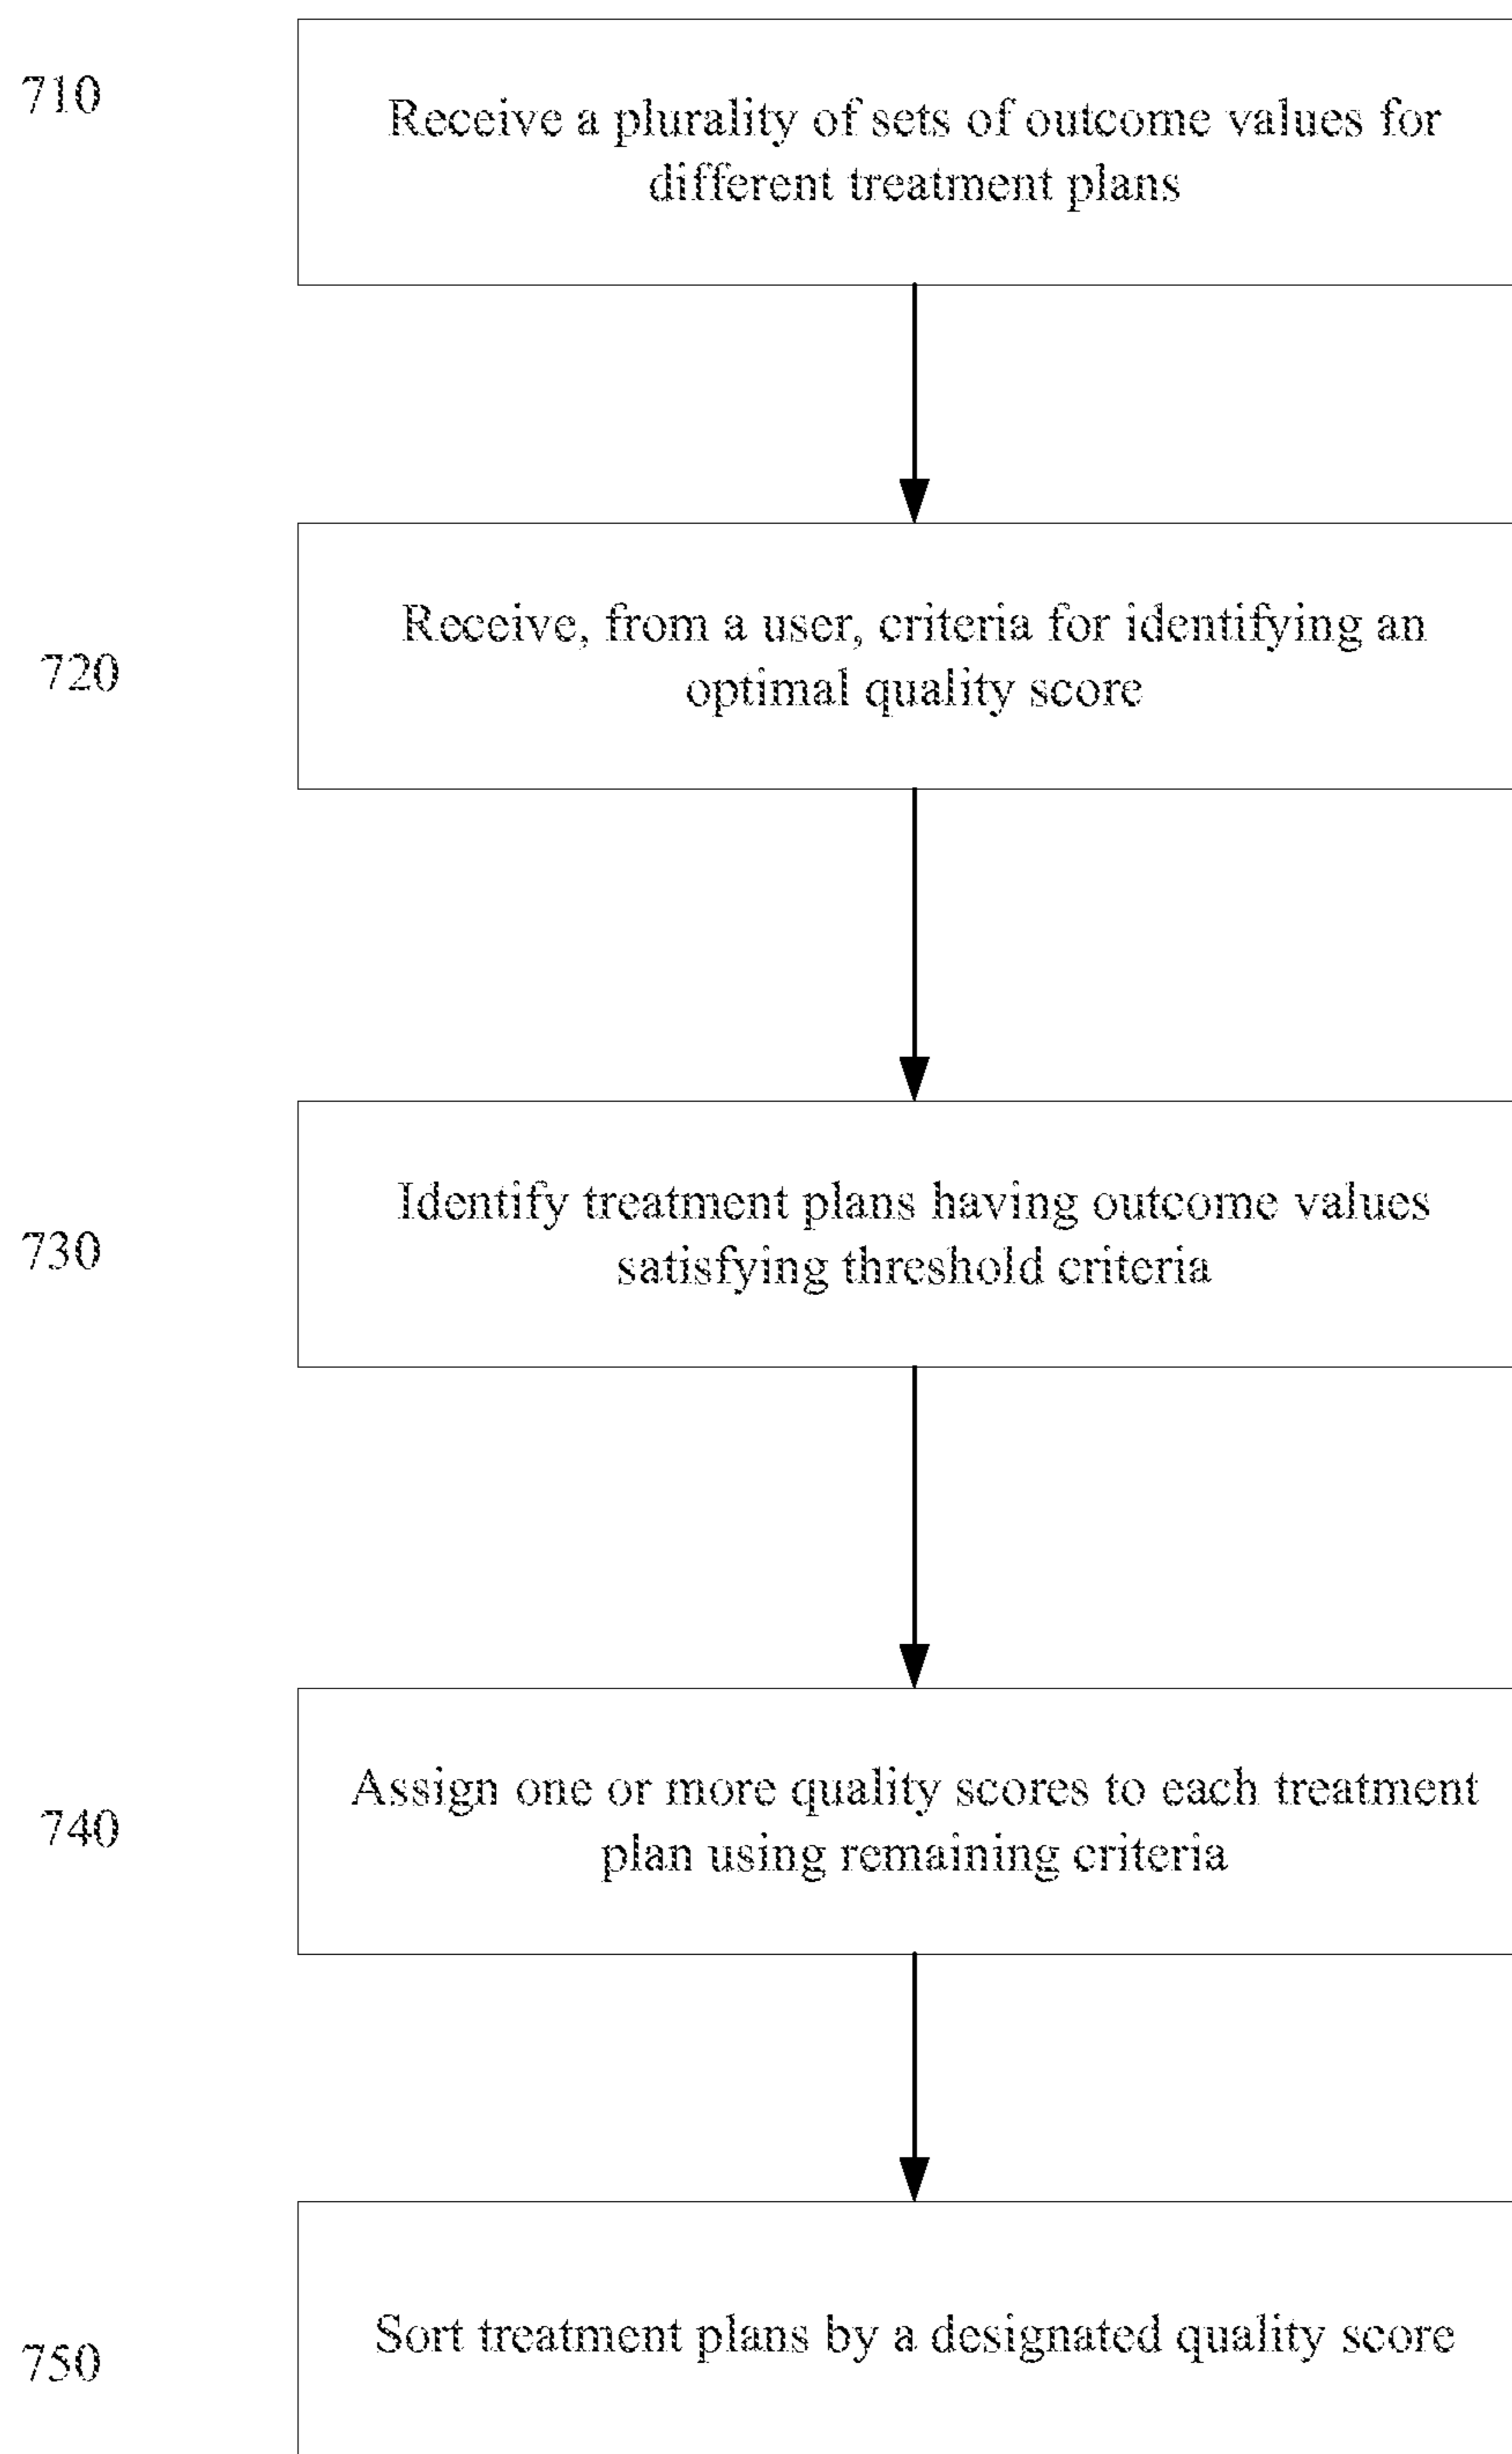 710
Receive a plurality of sets of outcome values for
different treatment plans
720
Receive, from a user, criteria for identifying an
optimal quality score
730
Identify treatment plans having outcome values
satisfying threshold criteria
740
Assign one or more quality scores to each treatment
plan using remaining criteria
750
Sort treatment plans by a designated quality score